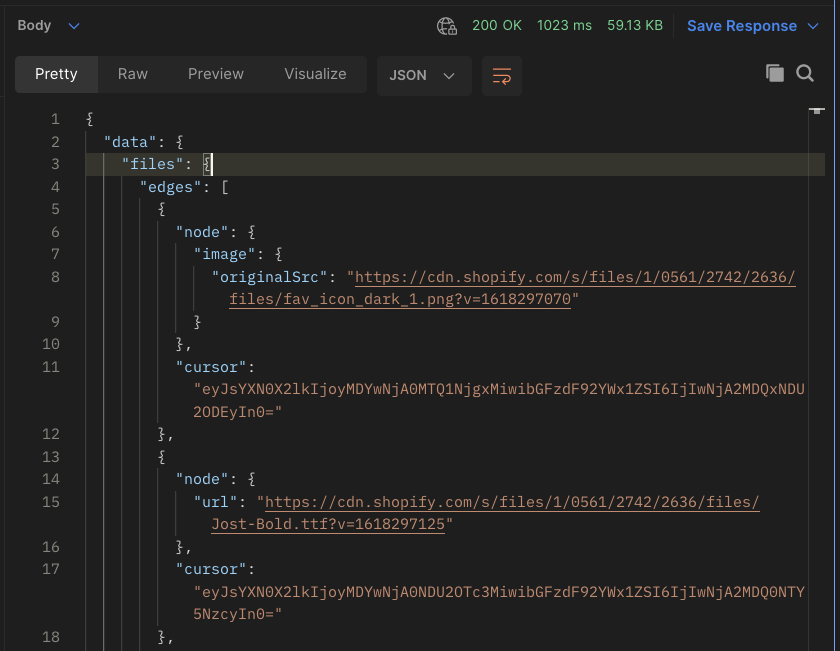 Body 200 OK 1023 ms 59.13 KB Save Response
Pretty Raw Preview Visualize JSON
1 {
2 "data": {
3 "files": {
4 "edges": [
5 {
6 "node": {
7 "image": {
8 "originalSrc": "https://cdn.shopify.com/s/files/1/0561/2742/2636/
files/fav_icon_dark_1.png?v=1618297070"
9 }
10 },
11 "cursor":
"eyJsYXN0X2lkIjoyMDYwNjA0MTQ1NjgxMiwibGFzdF92YWx1ZSI6IjIwNjA2MDQxNDU
2ODEyIn0="
12 },
13 {
14 "node": {
15 "url": "https://cdn.shopify.com/s/files/1/0561/2742/2636/files/
Jost-Bold.ttf?v=1618297125"
16 },
17 "cursor":
"eyJsYXN0X2lkIjoyMDYwNjA0NDU2OTc3MiwibGFzdF92YWx1ZSI6IjIwNjA2MDQ0NTY
5NzcyIn0="
18 },